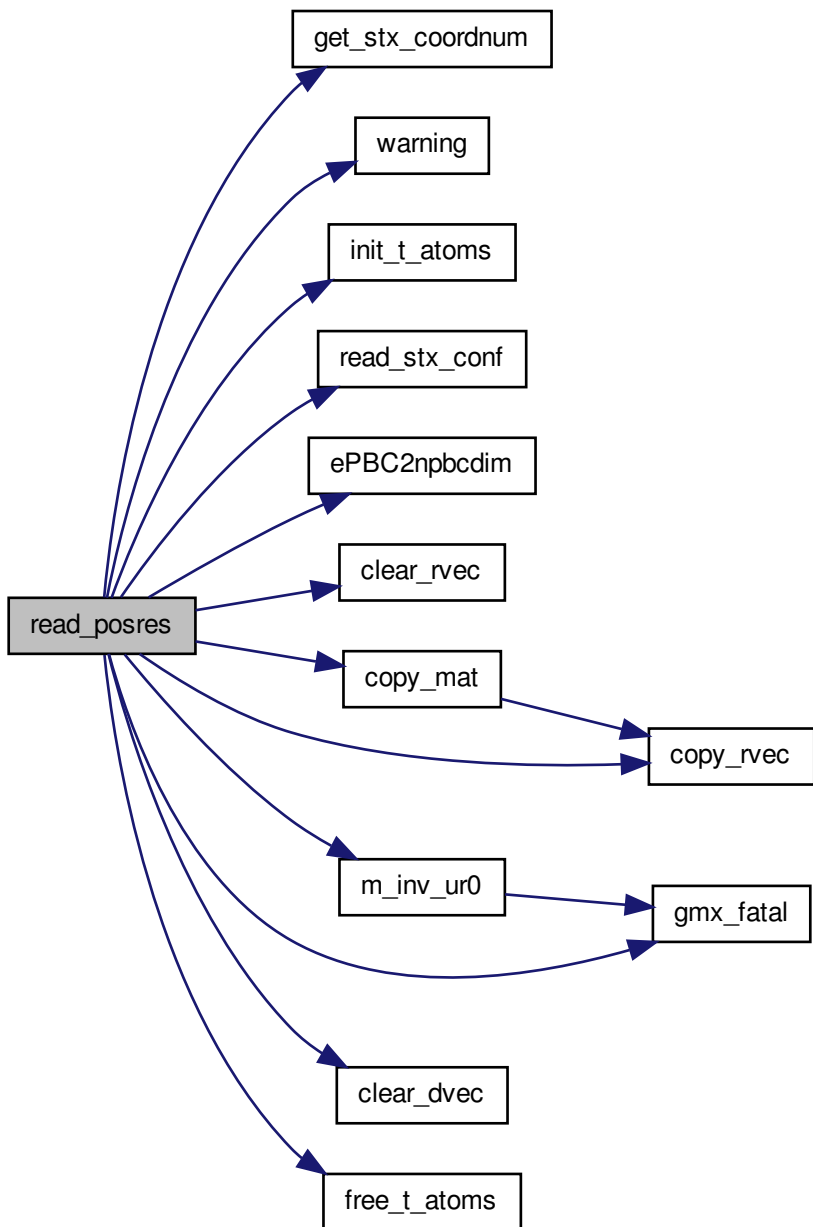 get_stx_coordnum
warning
init_t_atoms
read_stx_conf
ePBC2npbcdim
clear_rvec
read_posres
copy_mat
copy_rvec
m_inv_ur0
gmx_fatal
clear_dvec
free_t_atoms